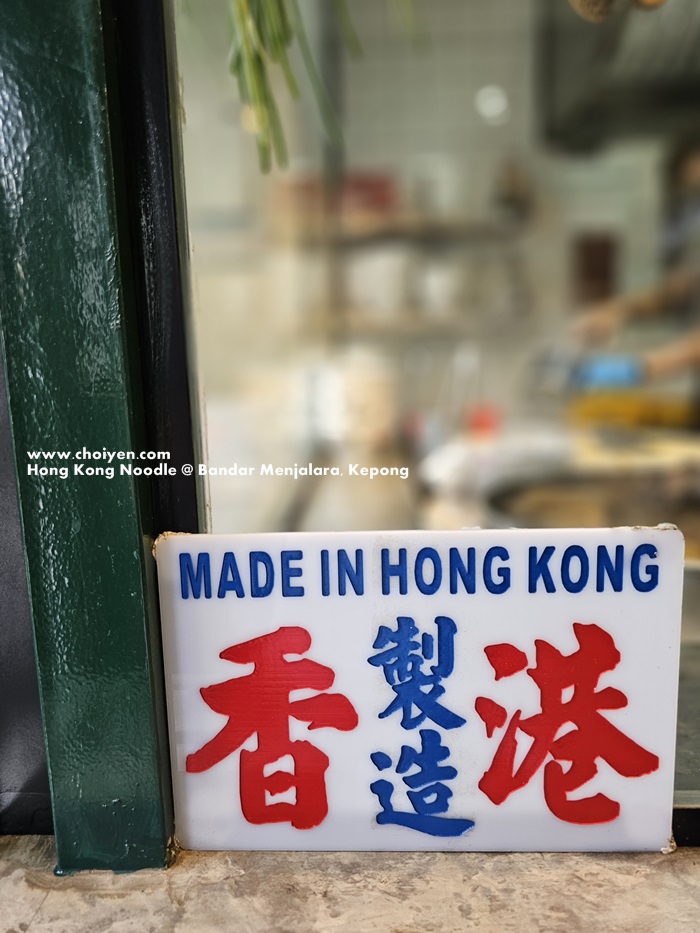 www.choiyen.com
Hong Kong Noodle @ Bandar Menjalara, Kepong
MADE IN HONG KONG
香港
製造